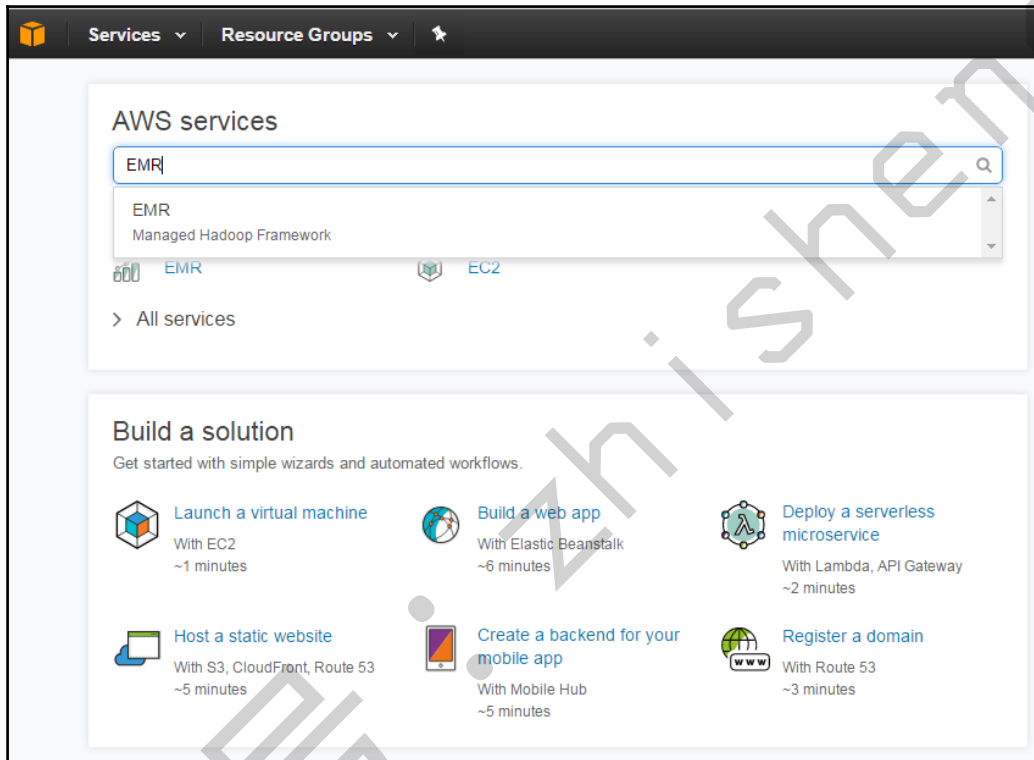 Services
Resource Groups
AWS services
EMR
EMR
Managed Hadoop Framework
EMR
EC2
All services
Build a solution
Get started with simple wizards and automated workflows.
Launch a virtual machine
With EC2
~1 minutes
Build a web app
With Elastic Beanstalk
~6 minutes
Deploy a serverless
microservice
With Lambda, API Gateway
~2 minutes
Host a static website
With S3, CloudFront, Route 53
~5 minutes
Create a backend for your
mobile app
With Mobile Hub
~5 minutes
www
Register a domain
With Route 53
~3 minutes
zhishen